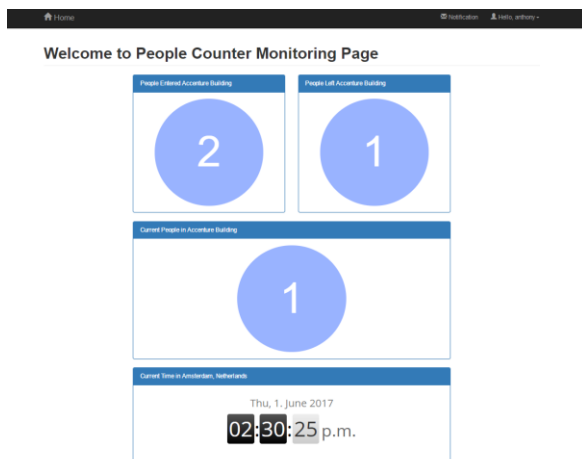 Home Notification Hello, anthony
Welcome to People Counter Monitoring Page
People Entered Accenture Building
2
People Left Accenture Building
1
Current People in Accenture Building
1
Current Time in Amsterdam, Netherlands
Thu, 1. June 2017
02:30:25 p.m.